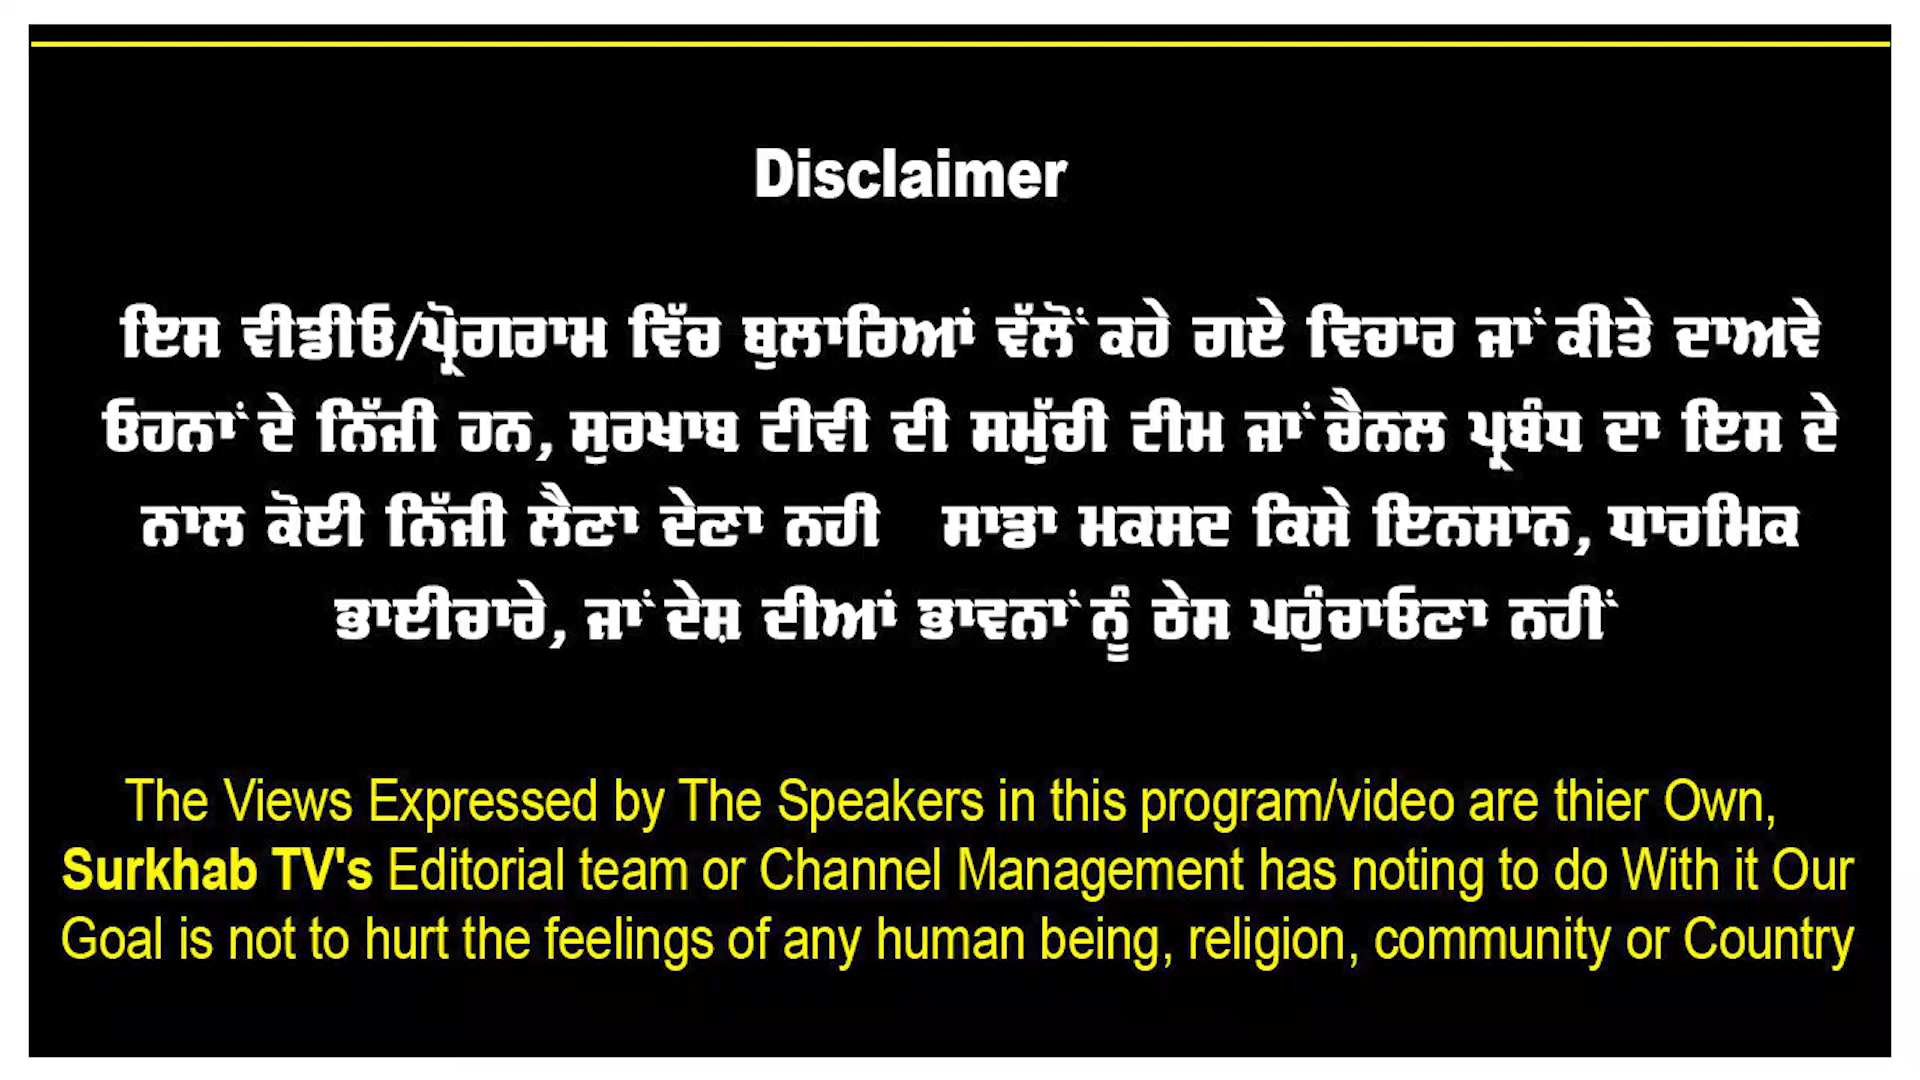 Disclaimer
ਇਸ ਵੀਡੀਓ/ਪ੍ਰੋਗਰਾਮ ਵਿੱਚ ਬੁਲਾਰਿਆਂ ਵੱਲੋਂ ਕਹੇ ਗਏ ਵਿਚਾਰ ਜਾਂ ਕੀਤੇ ਦਾਅਵੇ
ਓਹਨਾਂ ਦੇ ਨਿੱਜੀ ਹਨ, ਸੁਰਖਾਬ ਟੀਵੀ ਦੀ ਸਮੁੱਚੀ ਟੀਮ ਜਾਂ ਚੈਨਲ ਪ੍ਰਬੰਧ ਦਾ ਇਸ ਦੇ
ਨਾਲ ਕੋਈ ਨਿੱਜੀ ਲੈਣਾ ਦੇਣਾ ਨਹੀ ਸਾਡਾ ਮਕਸਦ ਕਿਸੇ ਇਨਸਾਨ, ਧਾਰਮਿਕ
ਭਾਈਚਾਰੇ, ਜਾਂ ਦੇਸ਼ ਦੀਆਂ ਭਾਵਨਾਂ ਨੂੰ ਠੇਸ ਪਹੁੰਚਾਓਣਾ ਨਹੀਂ
The Views Expressed by The Speakers in this program/video are thier Own,
Surkhab TV's Editorial team or Channel Management has noting to do With it Our
Goal is not to hurt the feelings of any human being, religion, community or Country